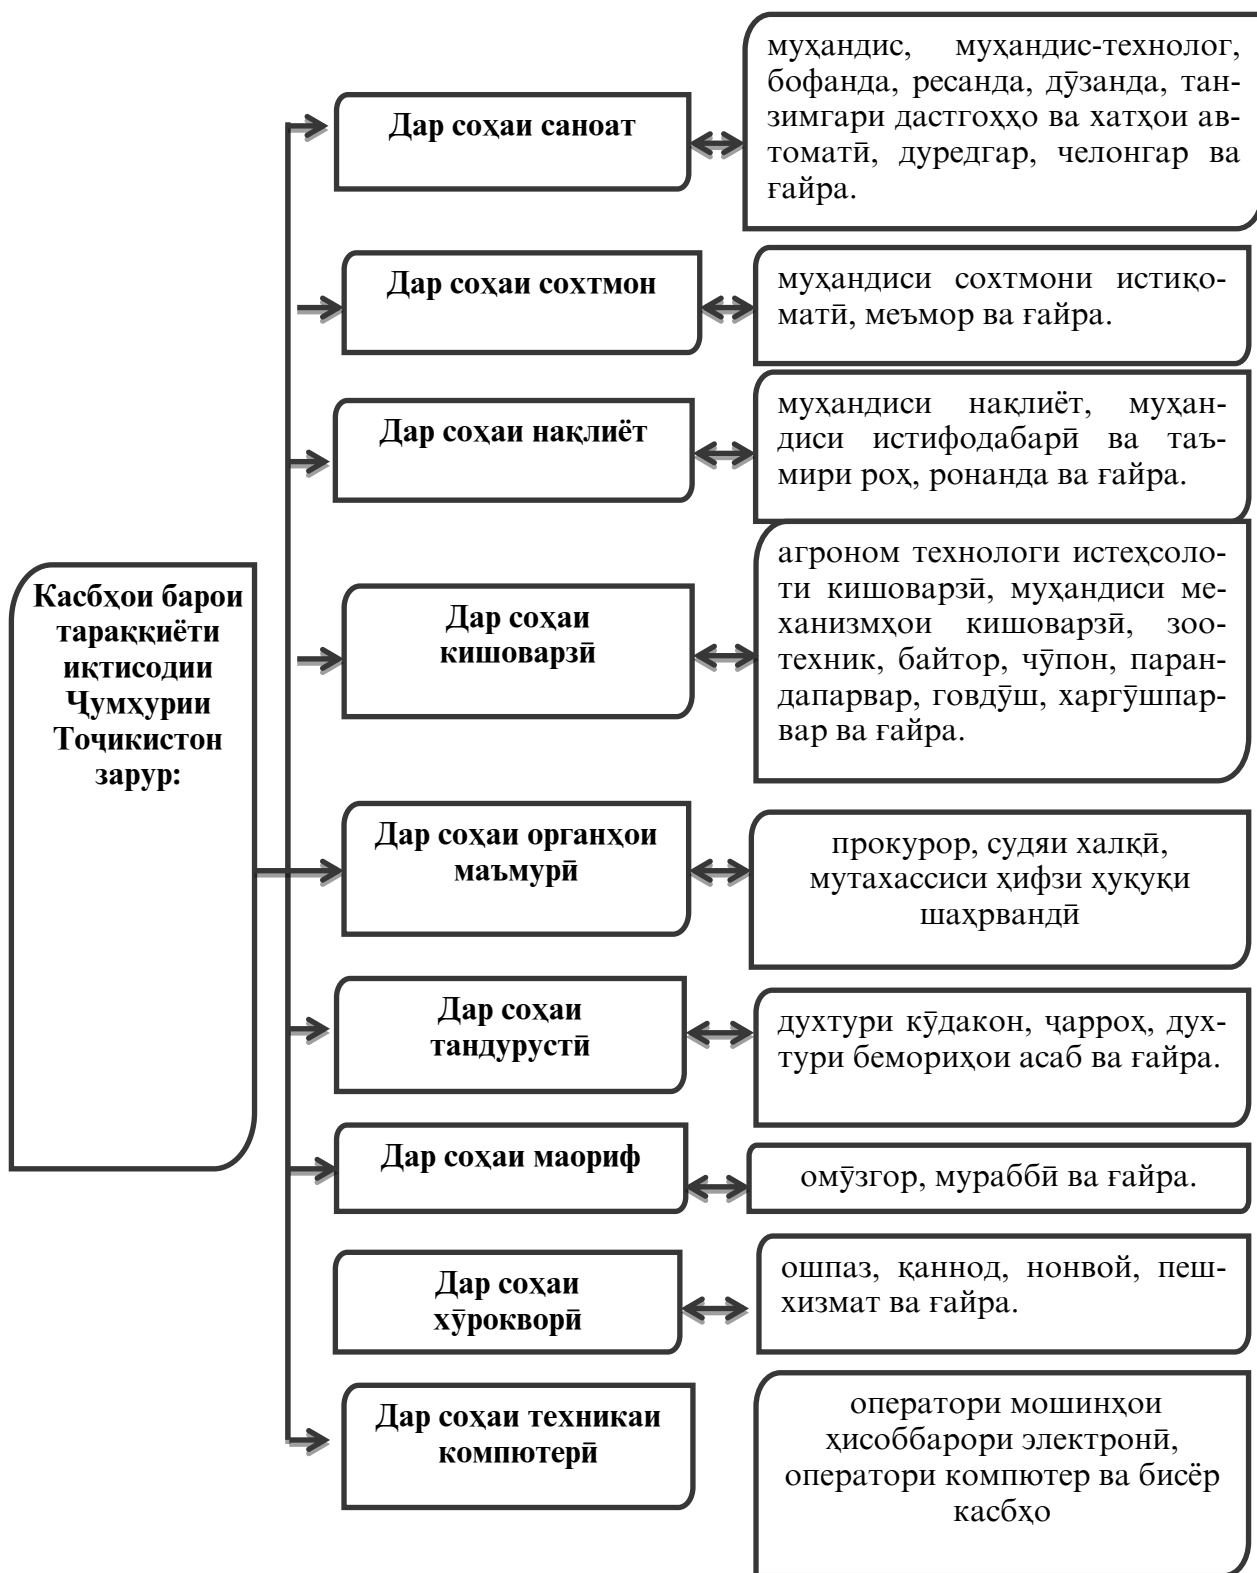 Касбҳои барои
тараққиёти
иқтисодии
Ҷумҳурии
Тоҷикистон
зарур:
Дар соҳаи саноат
муҳандис, муҳандис-технолог,
бофанда, ресанда, дӯзанда, тан-
зимгари дастгоҳҳо ва хатҳои ав-
томатӣ, дуредгар, челонгар ва
ғайра.
Дар соҳаи сохтмон
муҳандиси сохтмони истиқо-
матӣ, меъмор ва ғайра.
Дар соҳаи нақлиёт
муҳандиси нақлиёт, муҳан-
диси истифодабарӣ ва таъ-
мири роҳ, ронанда ва ғайра.
Дар соҳаи
кишоварзӣ
агроном технологи истеҳсоло-
ти кишоварзӣ, муҳандиси ме-
ханизмҳои кишоварзӣ, зоо-
техник, байтор, чӯпон, паран-
дапарвар, говдӯш, харгӯшпар-
вар ва ғайра.
Дар соҳаи органҳои
маъмурӣ
прокурор, судяи халқӣ,
мутахассиси ҳифзи ҳуқуқи
шаҳрвандӣ
Дар соҳаи
тандурустӣ
духтури кӯдакон, ҷарроҳ, дух-
тури бемориҳои асаб ва ғайра.
Дар соҳаи маориф
омӯзгор, мураббӣ ва ғайра.
Дар соҳаи
хӯрокворӣ
ошпаз, қаннод, нонвой, пеш-
хизмат ва ғайра.
Дар соҳаи техникаи
компютерӣ
оператори мошинҳои
ҳисоббарори электронӣ,
оператори компютер ва бисёр
касбҳо